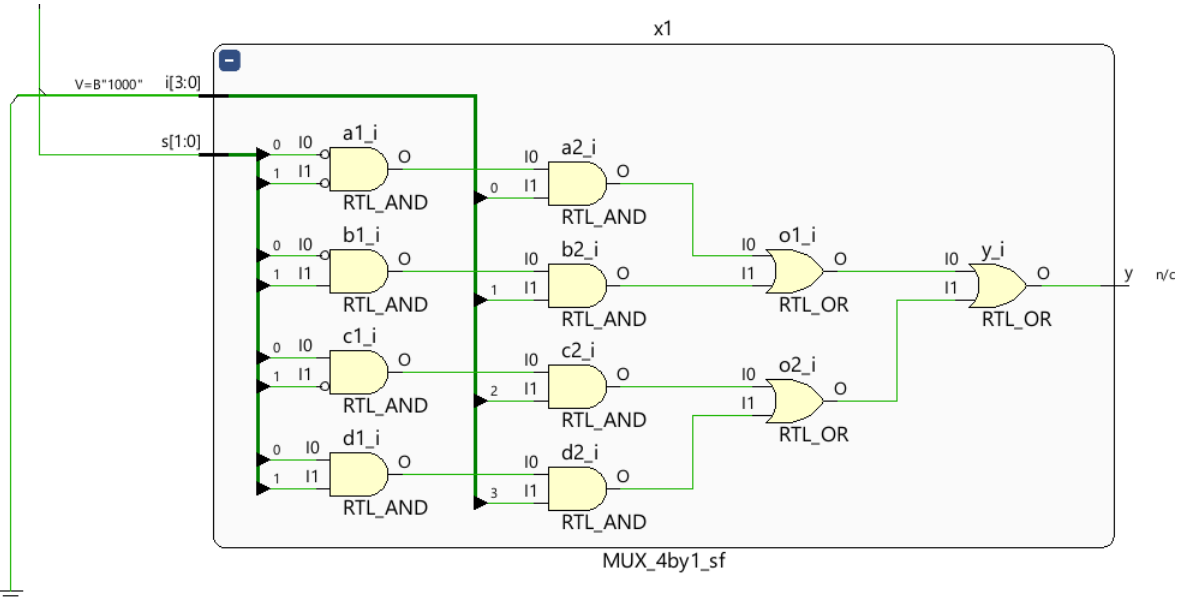 x1
−
V=B"1000" i[3:0]
s[1:0]
0 I0 a1_i O
1 I1
RTL_AND
I0 a2_i O
0 I1
RTL_AND
0 I0 b1_i O
1 I1
RTL_AND
I0 b2_i O
1 I1
RTL_AND
I0 o1_i O
I1
RTL_OR
I0 y_i O y n/c
I1
RTL_OR
0 I0 c1_i O
1 I1
RTL_AND
I0 c2_i O
2 I1
RTL_AND
I0 o2_i O
I1
RTL_OR
0 I0 d1_i O
1 I1
RTL_AND
I0 d2_i O
3 I1
RTL_AND
MUX_4by1_sf